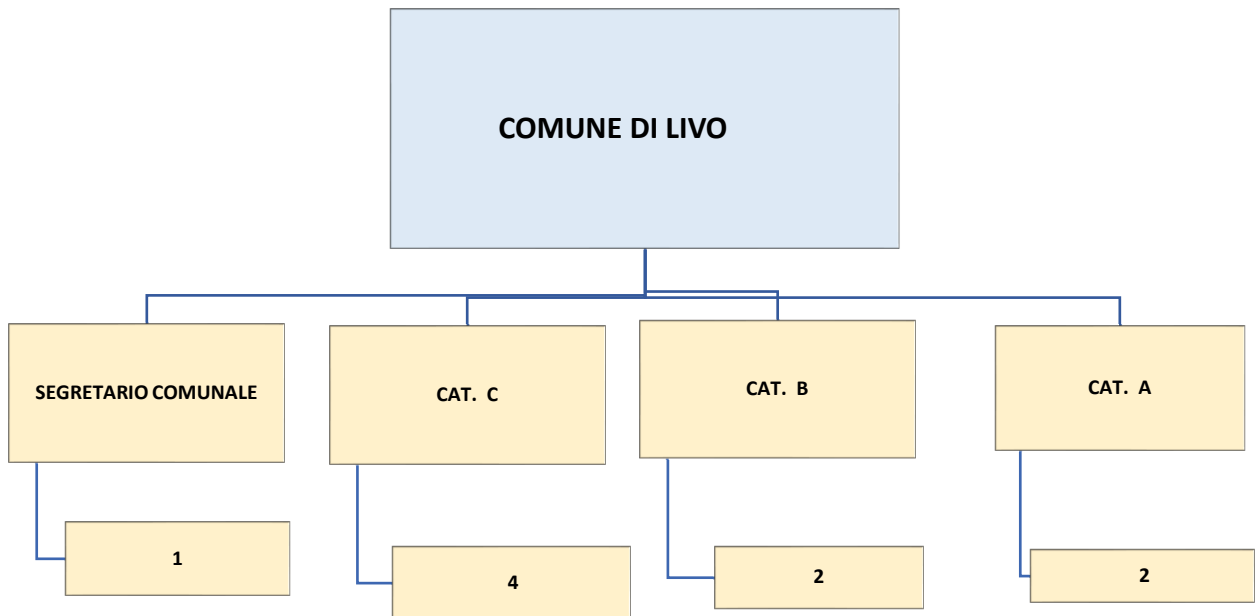 COMUNE DI LIVO
SEGRETARIO COMUNALE
CAT. C
CAT. B
CAT. A
1
4
2
2